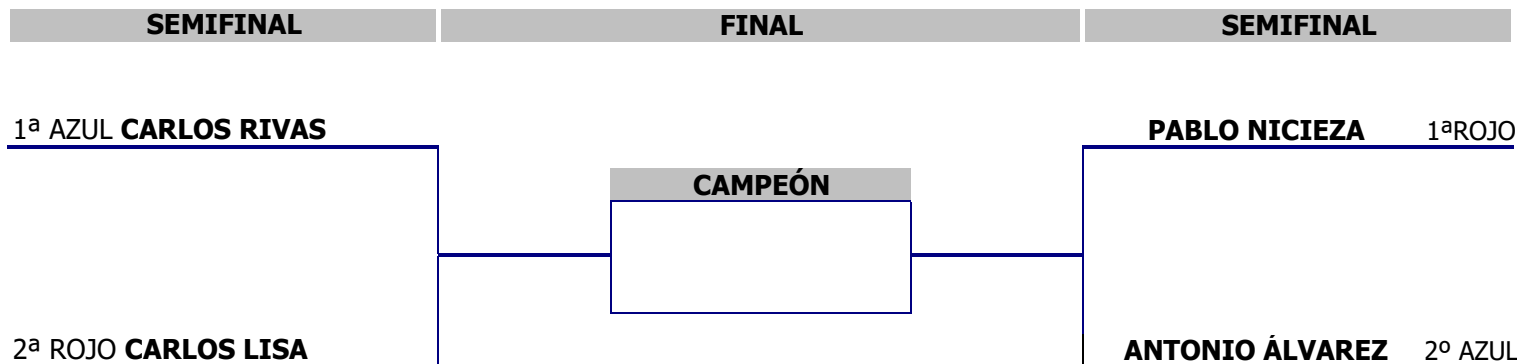 SEMIFINAL FINAL SEMIFINAL
1ª AZUL CARLOS RIVAS PABLO NICIEZA 1ªROJO
CAMPEÓN
2ª ROJO CARLOS LISA ANTONIO ÁLVAREZ 2º AZUL